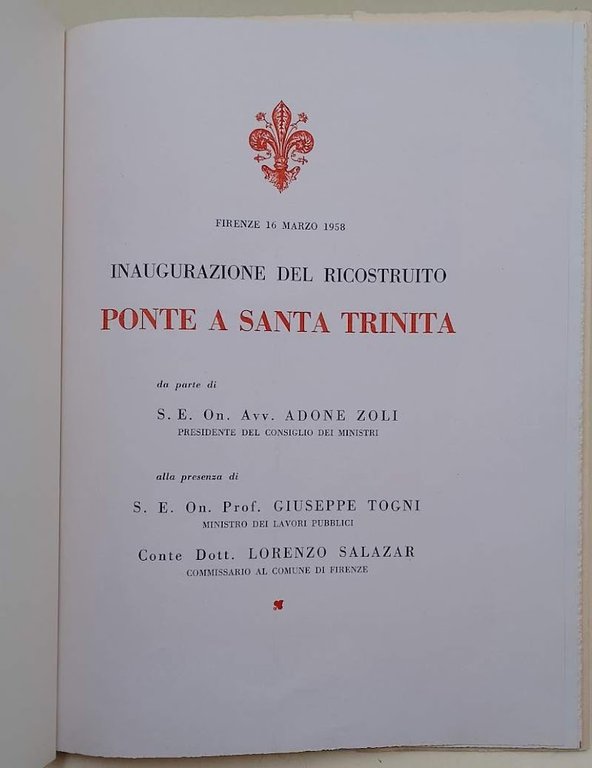 FIRENZE 16 MARZO 1958
INAUGURAZIONE DEL RICOSTRUITO
PONTE A SANTA TRINITA
da parte di
S. E. On. Avv. ADONE ZOLI
PRESIDENTE DEL CONSIGLIO DEI MINISTRI
alla presenza di
S. E. On. Prof. GIUSEPPE TOGNI
MINISTRO DEI LAVORI PUBBLICI
Conte Dott. LORENZO SALAZAR
COMMISSARIO AL COMUNE DI FIRENZE